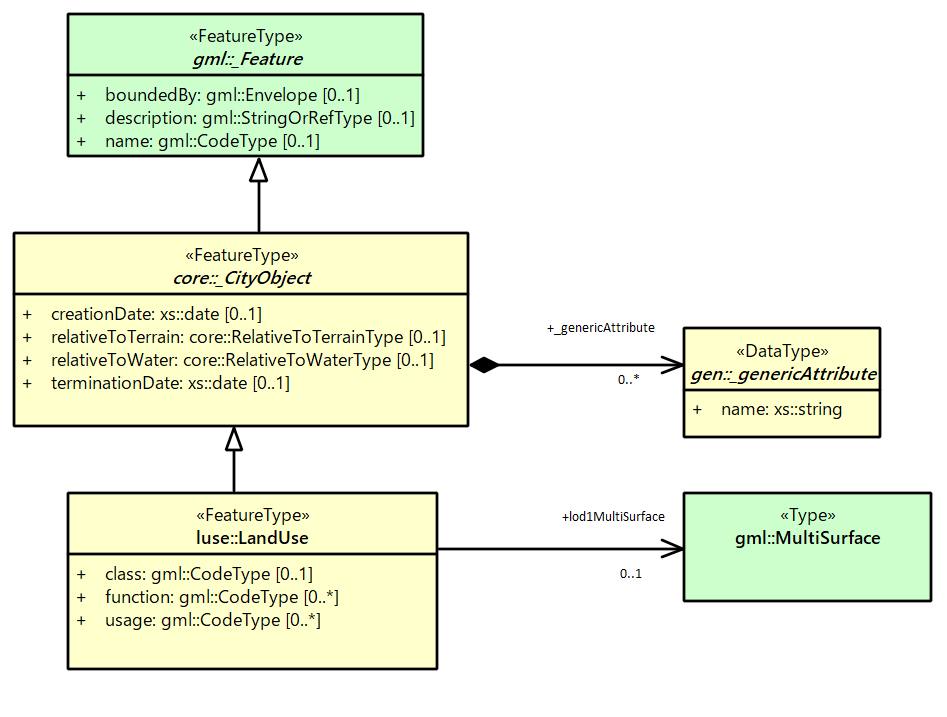 «FeatureType»
gml::_Feature
+ boundedBy: gml::Envelope [0..1]
+ description: gml::StringOrRefType [0..1]
+ name: gml::CodeType [0..1]
«FeatureType»
core::_CityObject
+ creationDate: xs::date [0..1]
+ relativeToTerrain: core::RelativeToTerrainType [0..1]
+ relativeToWater: core::RelativeToWaterType [0..1]
+ terminationDate: xs::date [0..1]
+_genericAttribute
0..*
«DataType»
gen::_genericAttribute
+ name: xs::string
«FeatureType»
luse::LandUse
+ class: gml::CodeType [0..1]
+ function: gml::CodeType [0..*]
+ usage: gml::CodeType [0..*]
+lod1MultiSurface
0..1
«Type»
gml::MultiSurface